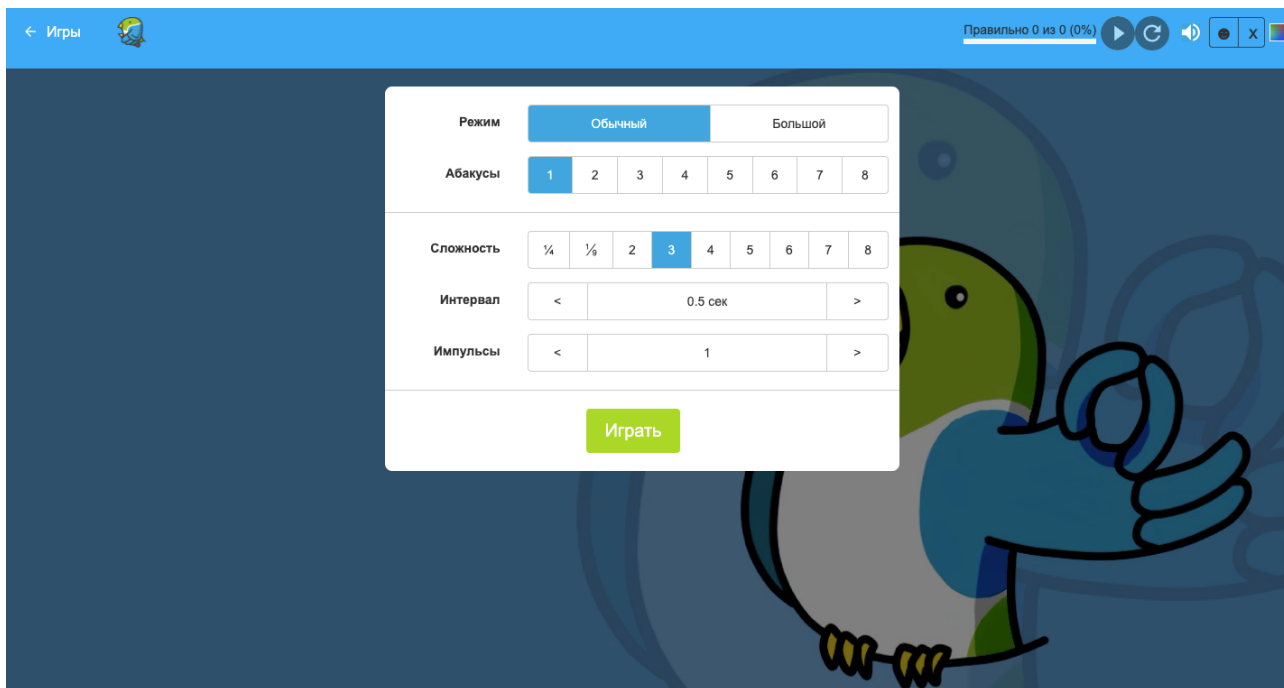 ← Игры
Правильно 0 из 0 (0%)
X
Режим Обычный Большой
Абакусы 1 2 3 4 5 6 7 8
Сложность ¼ ⅑ 2 3 4 5 6 7 8
Интервал < 0.5 сек >
Импульсы < 1 >
Играть